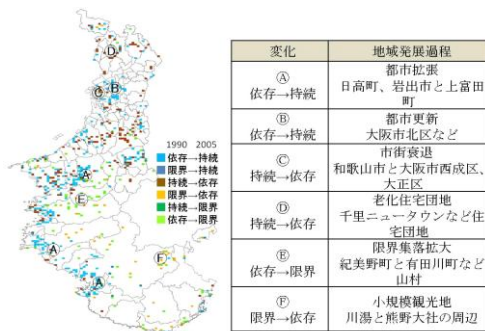 D
C
B
A
E
A
A
F
1990 2005
依存→持続
限界→持続
持続→依存
限界→依存
持続→限界
依存→限界
変化
地域発展過程
Ⓐ
依存→持続
都市拡張
日高町、岩出市と上富田
町
Ⓑ
依存→持続
都市更新
大阪市北区など
Ⓒ
持続→依存
市街衰退
和歌山市と大阪市西成区、
大正区
Ⓓ
持続→依存
老化住宅団地
千里ニュータウンなど住
宅団地
Ⓔ
依存→限界
限界集落拡大
紀美野町と有田川町など
山村
Ⓕ
限界→依存
小規模観光地
川湯と熊野大社の周辺